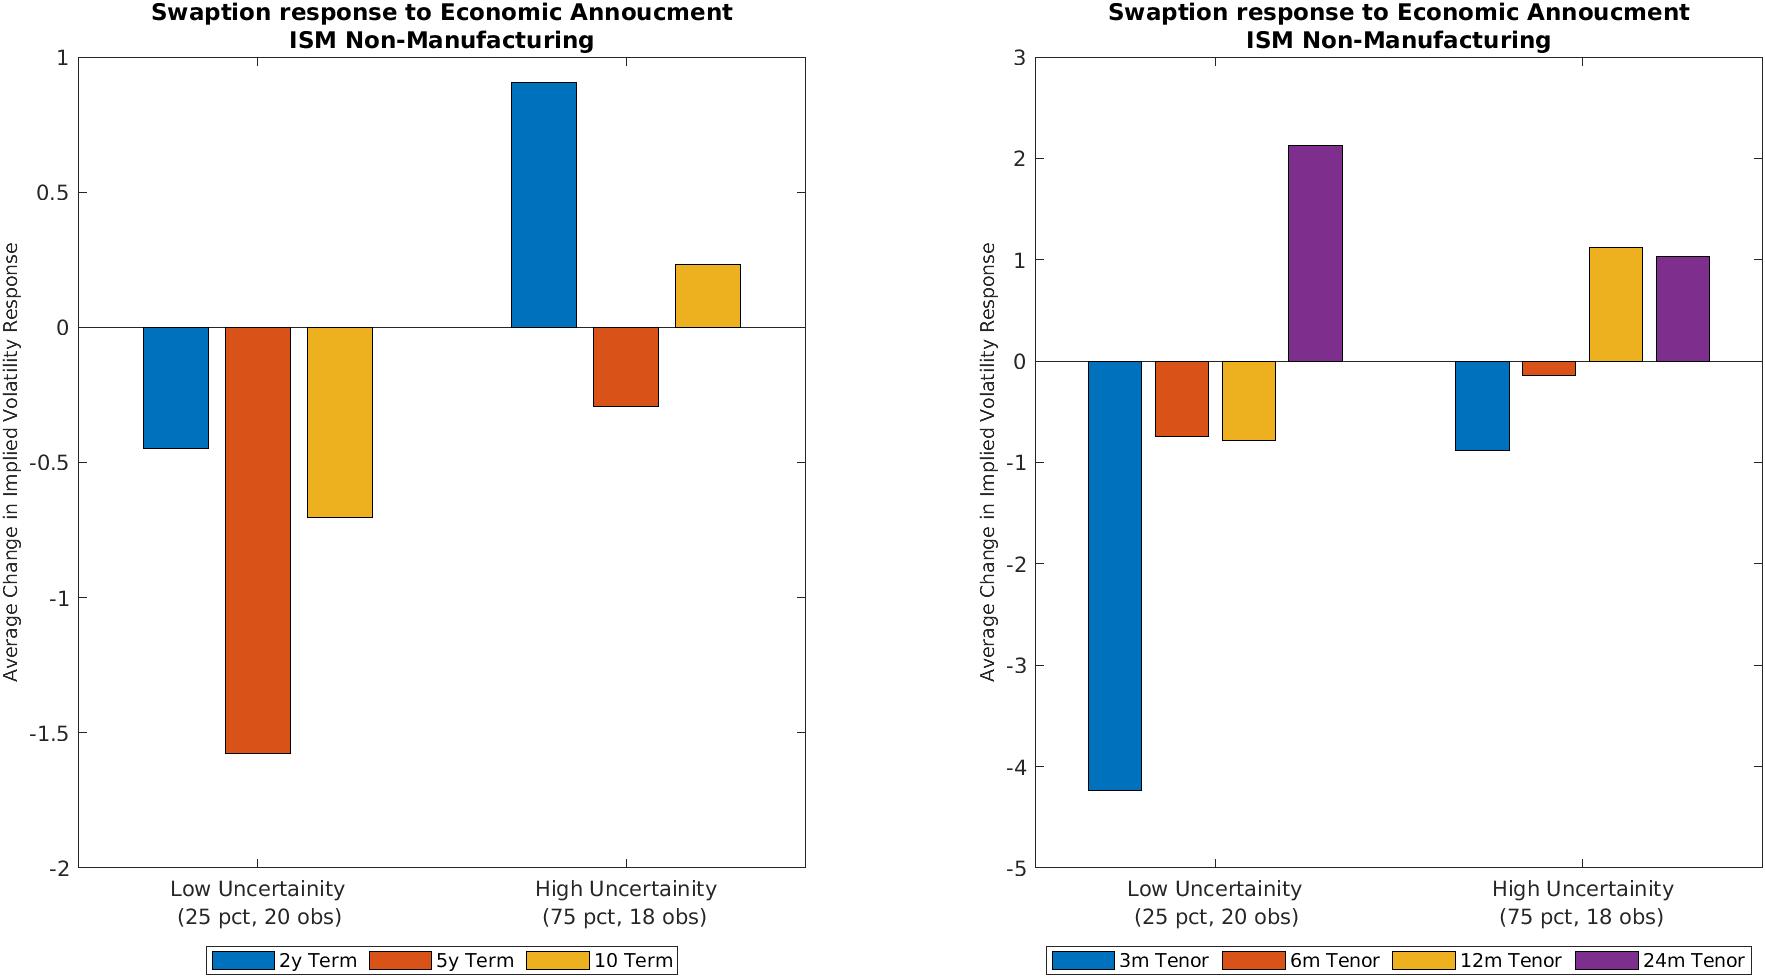 Swaption response to Economic Annoucment
ISM Non-Manufacturing
Average Change in Implied Volatility Response
1
0.5
0
-0.5
-1
-1.5
-2
Low Uncertainity
(25 pct, 20 obs)
High Uncertainity
(75 pct, 18 obs)
2y Term
5y Term
10 Term
Swaption response to Economic Annoucment
ISM Non-Manufacturing
Average Change in Implied Volatility Response
3
2
1
0
-1
-2
-3
-4
-5
Low Uncertainity
(25 pct, 20 obs)
High Uncertainity
(75 pct, 18 obs)
3m Tenor
6m Tenor
12m Tenor
24m Tenor